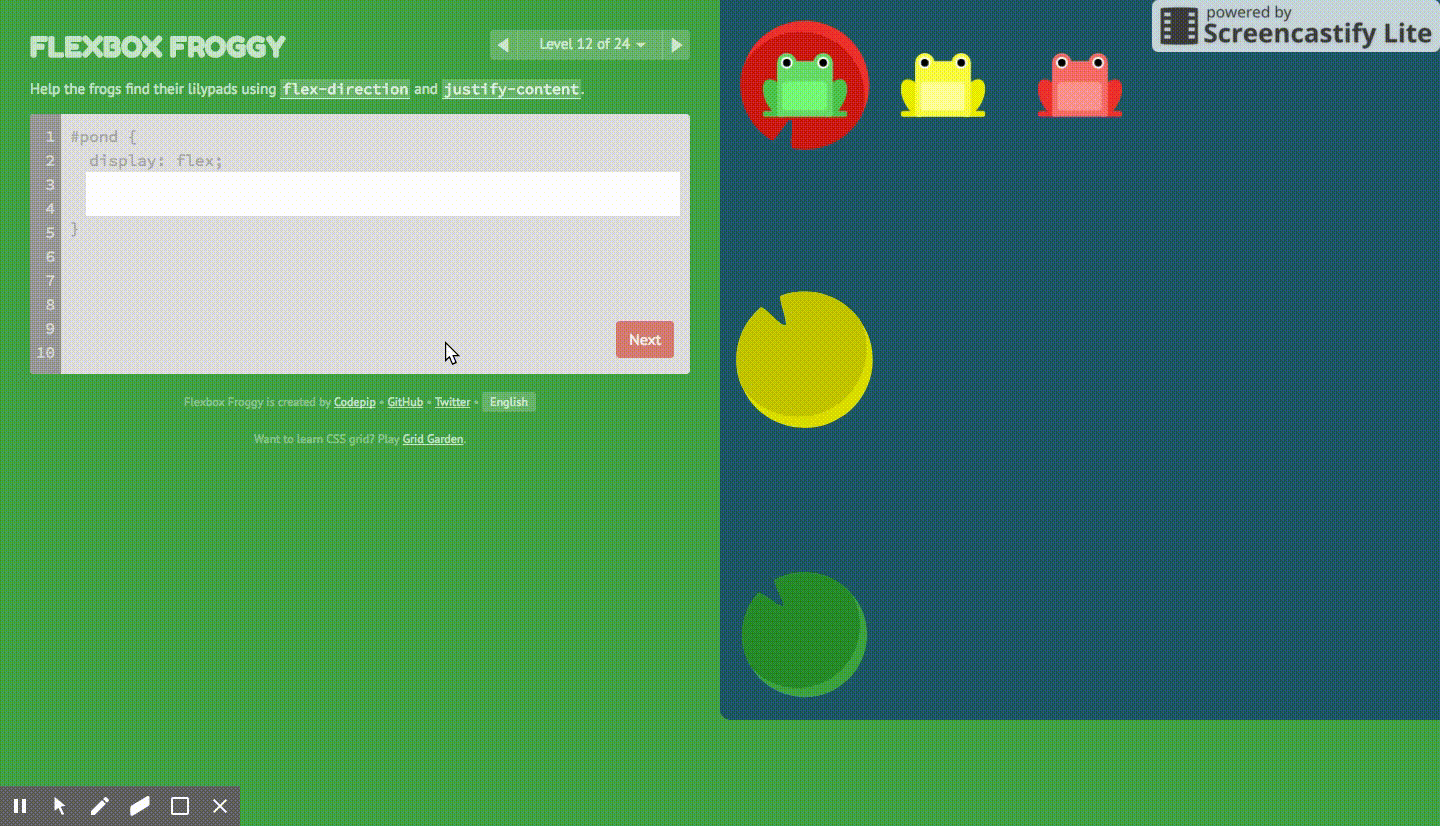 FLEXBOX FROGGY
Level 12 of 24
Help the frogs find their lilypads using flex-direction and justify-content.
1 #pond {
2 display: flex;
3
4
5 }
6
7
8
9
10
Next
Flexbox Froggy is created by Codepip • GitHub • Twitter • English
Want to learn CSS grid? Play Grid Garden.
powered by
Screencastify Lite